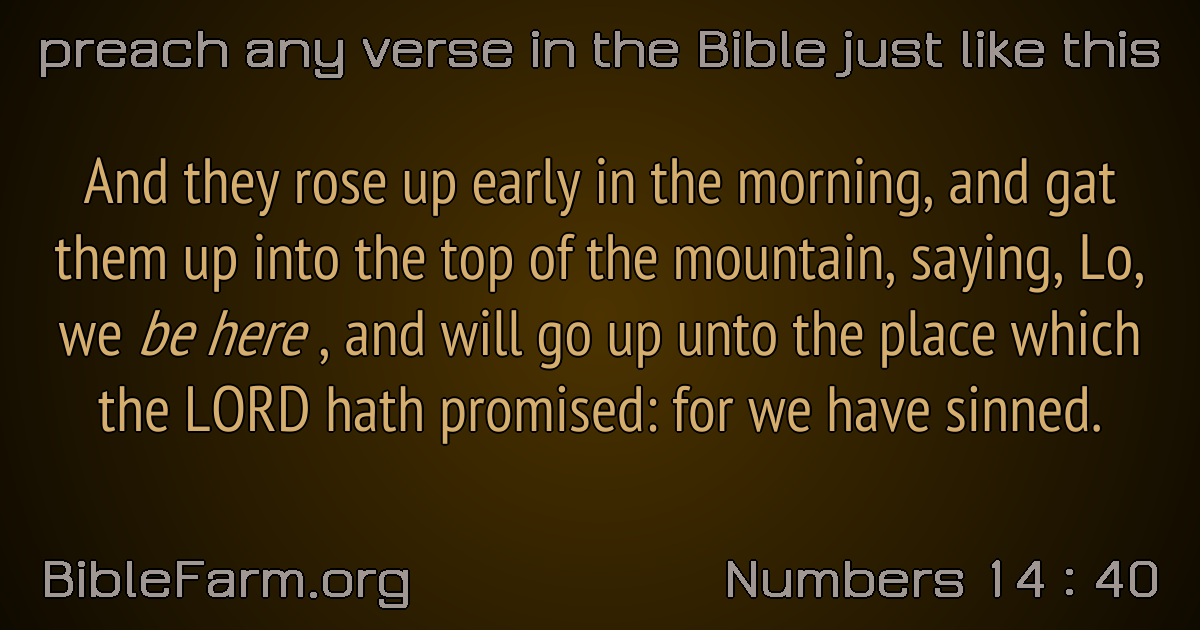 preach any verse in the Bible just like this
And they rose up early in the morning, and gat
them up into the top of the mountain, saying, Lo,
we be here , and will go up unto the place which
the LORD hath promised: for we have sinned.
BibleFarm.org
Numbers 14 : 40